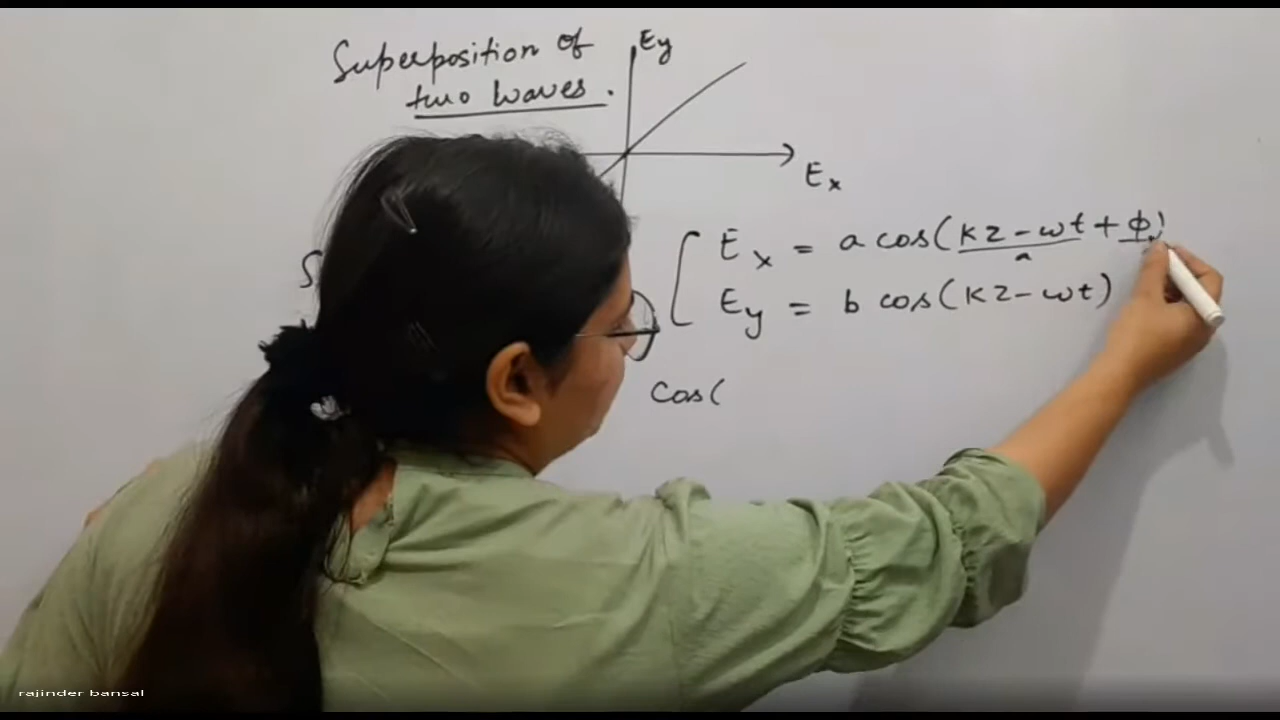 Superposition of
two waves.
Ey
Ex
S
Ex = a cos(kz-ωt+Φ)
a
Ey = b cos(kz-ωt)
cos(
rajinder bansal